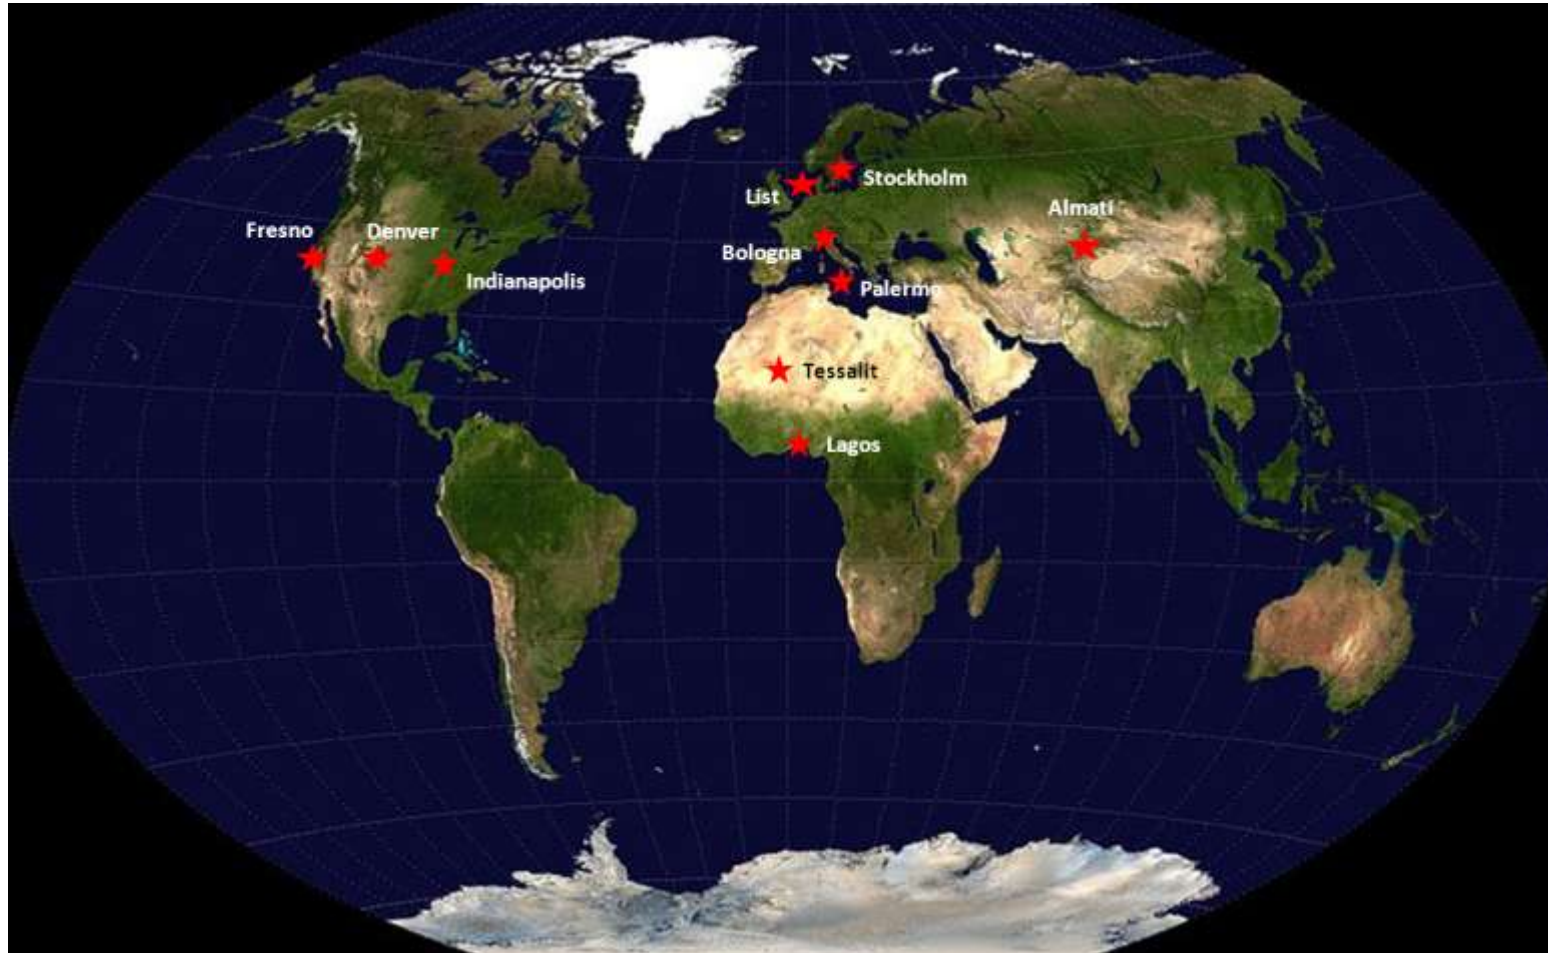 Stockholm
List
Almati
Fresno
Denver
Bologna
Indianapolis
Palermo
Tessalit
Lagos